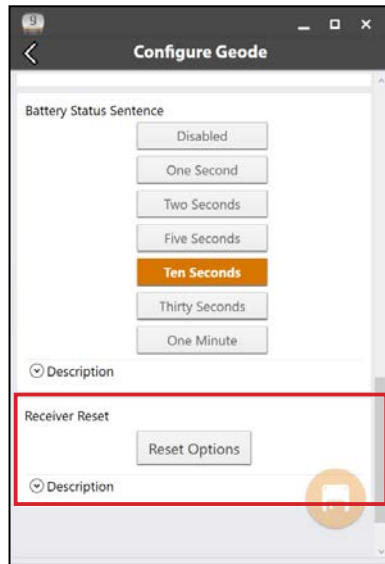 9
Configure Geode
Battery Status Sentence
Disabled
One Second
Two Seconds
Five Seconds
Ten Seconds
Thirty Seconds
One Minute
Description
Receiver Reset
Reset Options
Description